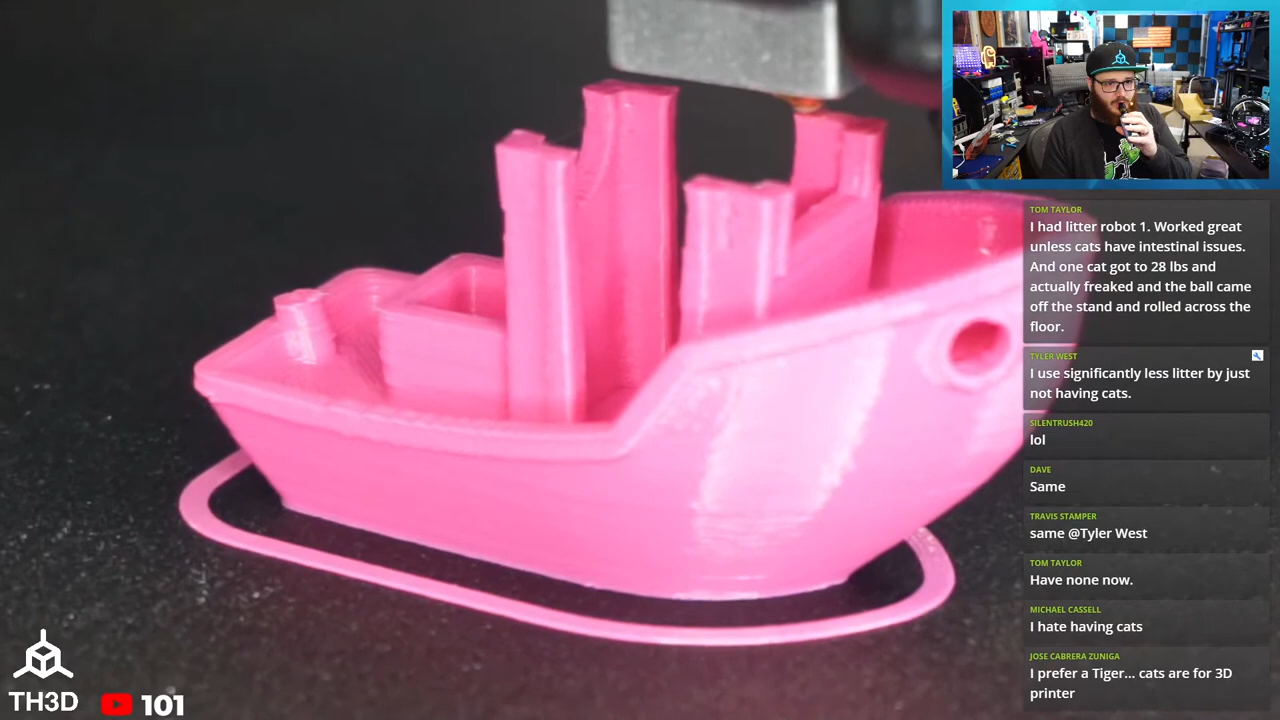 TOM TAYLOR
I had litter robot 1. Worked great
unless cats have intestinal issues.
And one cat got to 28 lbs and
actually freaked and the ball came
off the stand and rolled across the
floor.
TYLER WEST
I use significantly less litter by just
not having cats.
SILENTRUSH420
lol
DAVE
Same
TRAVIS STAMPER
same @Tyler West
TOM TAYLOR
Have none now.
MICHAEL CASSELL
I hate having cats
JOSE CABRERA ZUNIGA
I prefer a Tiger... cats are for 3D
printer
TH3D
101